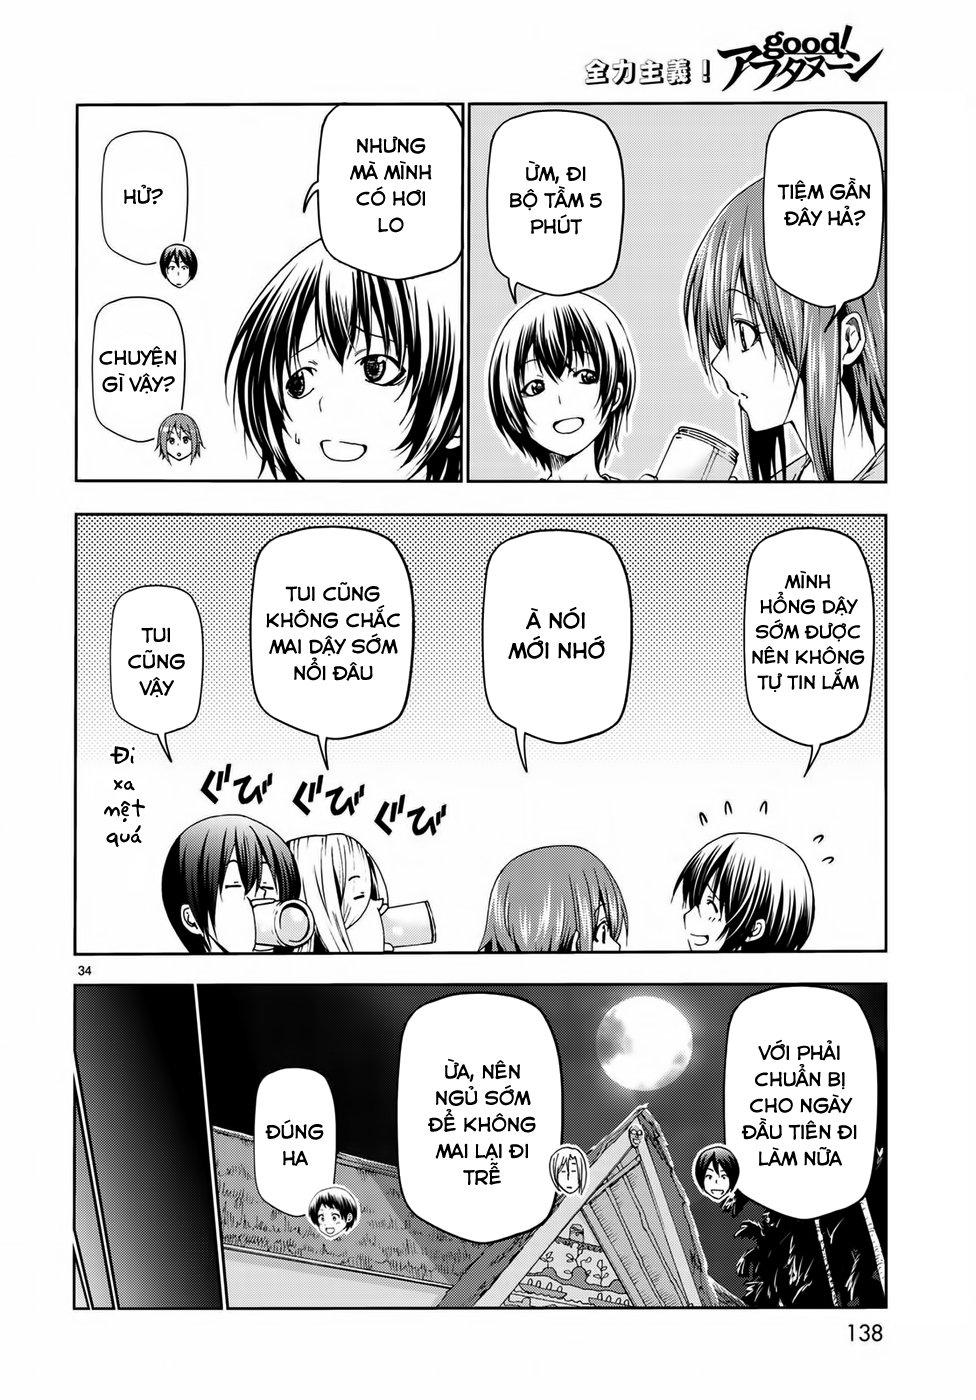 全力主義！
good!
アフタヌーン
TIỆM GẦN
ĐÂY HẢ?
ỪM, ĐI
BỘ TẦM 5
PHÚT
NHƯNG
MÀ MÌNH
CÓ HƠI
LO
HỬ?
CHUYỆN
GÌ VẬY?
MÌNH
HỔNG DẬY
SỚM ĐƯỢC
NÊN KHÔNG
TỰ TIN LẮM
À NÓI
MỚI NHỚ
TUI CŨNG
KHÔNG CHẮC
MAI DẬY SỚM
NỔI ĐÂU
TUI
CŨNG
VẬY
Đi
xa
mệt
quá
ぐび
ぐび
ぐび
34
VỚI PHẢI
CHUẨN BỊ
CHO NGÀY
ĐẦU TIÊN ĐI
LÀM NỮA
ỪA, NÊN
NGỦ SỚM
ĐỂ KHÔNG
MAI LẠI ĐI
TRỄ
ĐÚNG
HA
138